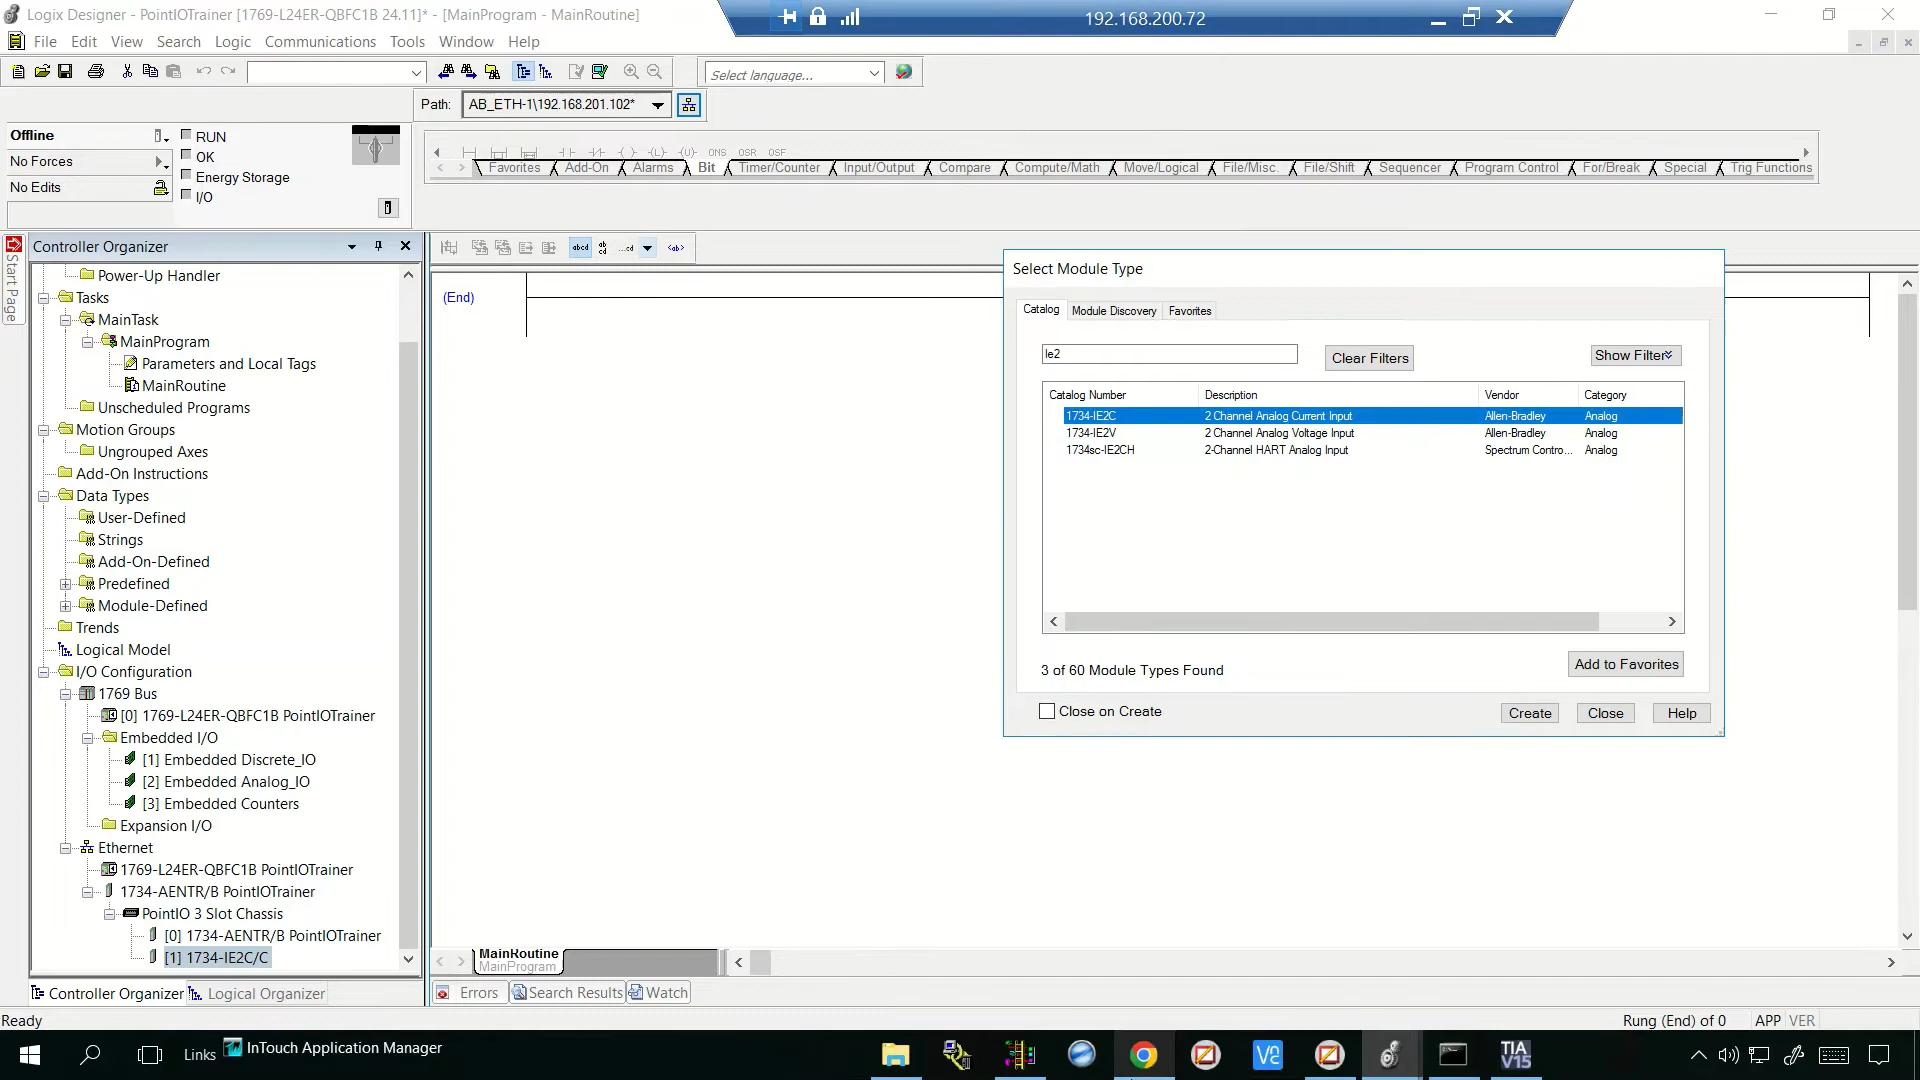 Logix Designer - PointIOTrainer [1769-L24ER-QBFC1B 24.11]* - [MainProgram - MainRoutine]
192.168.200.72
File Edit View Search Logic Communications Tools Window Help
Select language...
Path: AB_ETH-1\192.168.201.102*
Offline
RUN
No Forces
OK
Energy Storage
No Edits
I/O
ONS OSR OSF
Favorites Add-On Alarms Bit Timer/Counter Input/Output Compare Compute/Math Move/Logical File/Misc. File/Shift Sequencer Program Control For/Break Special Trig Functions
Start Page
Controller Organizer
Power-Up Handler
Tasks
MainTask
MainProgram
Parameters and Local Tags
MainRoutine
Unscheduled Programs
Motion Groups
Ungrouped Axes
Add-On Instructions
Data Types
User-Defined
Strings
Add-On-Defined
Predefined
Module-Defined
Trends
Logical Model
I/O Configuration
1769 Bus
[0] 1769-L24ER-QBFC1B PointIOTrainer
Embedded I/O
[1] Embedded Discrete_IO
[2] Embedded Analog_IO
[3] Embedded Counters
Expansion I/O
Ethernet
1769-L24ER-QBFC1B PointIOTrainer
1734-AENTR/B PointIOTrainer
PointIO 3 Slot Chassis
[0] 1734-AENTR/B PointIOTrainer
[1] 1734-IE2C/C
Controller Organizer Logical Organizer
(End)
Select Module Type
Catalog Module Discovery Favorites
Ie2
Clear Filters
Show Filter
Catalog Number Description Vendor Category
1734-IE2C 2 Channel Analog Current Input Allen-Bradley Analog
1734-IE2V 2 Channel Analog Voltage Input Allen-Bradley Analog
1734sc-IE2CH 2-Channel HART Analog Input Spectrum Contro... Analog
3 of 60 Module Types Found
Add to Favorites
Close on Create
Create Close Help
MainRoutine
MainProgram
Errors Search Results Watch
Ready
Rung (End) of 0 APP VER
Links InTouch Application Manager
TIA
V15